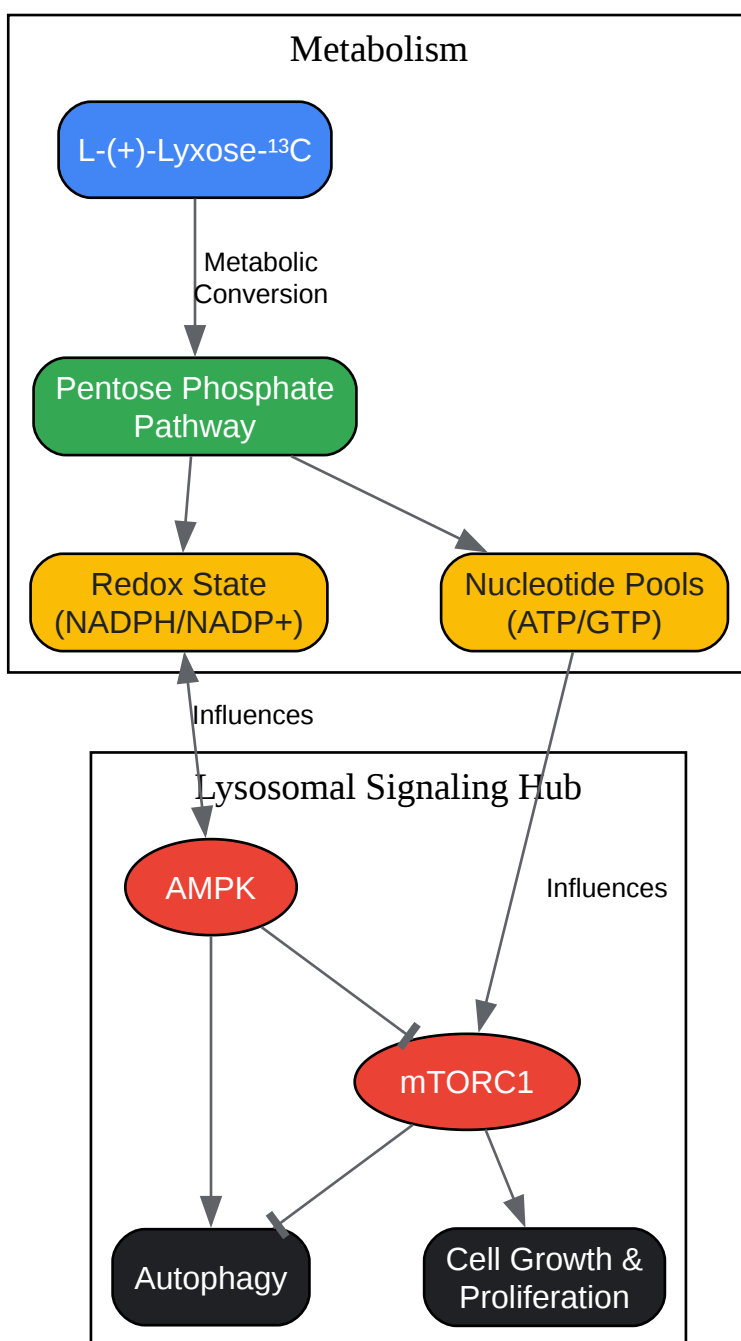 Metabolism
L-(+)-Lyxose-¹³C
Metabolic
Conversion
Pentose Phosphate
Pathway
Redox State
(NADPH/NADP+)
Nucleotide Pools
(ATP/GTP)
Influences
Lysosomal Signaling Hub
AMPK
Influences
mTORC1
Autophagy
Cell Growth &
Proliferation